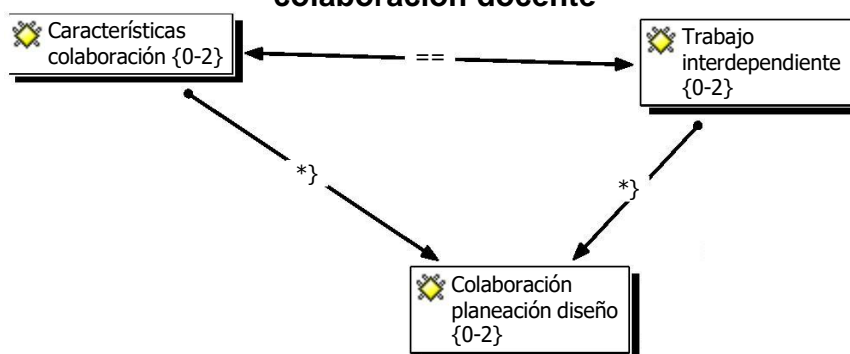 colaboración docente
Características
colaboración {0-2}
==
Trabajo
interdependiente
{0-2}
*}
*}
Colaboración
planeación diseño
{0-2}